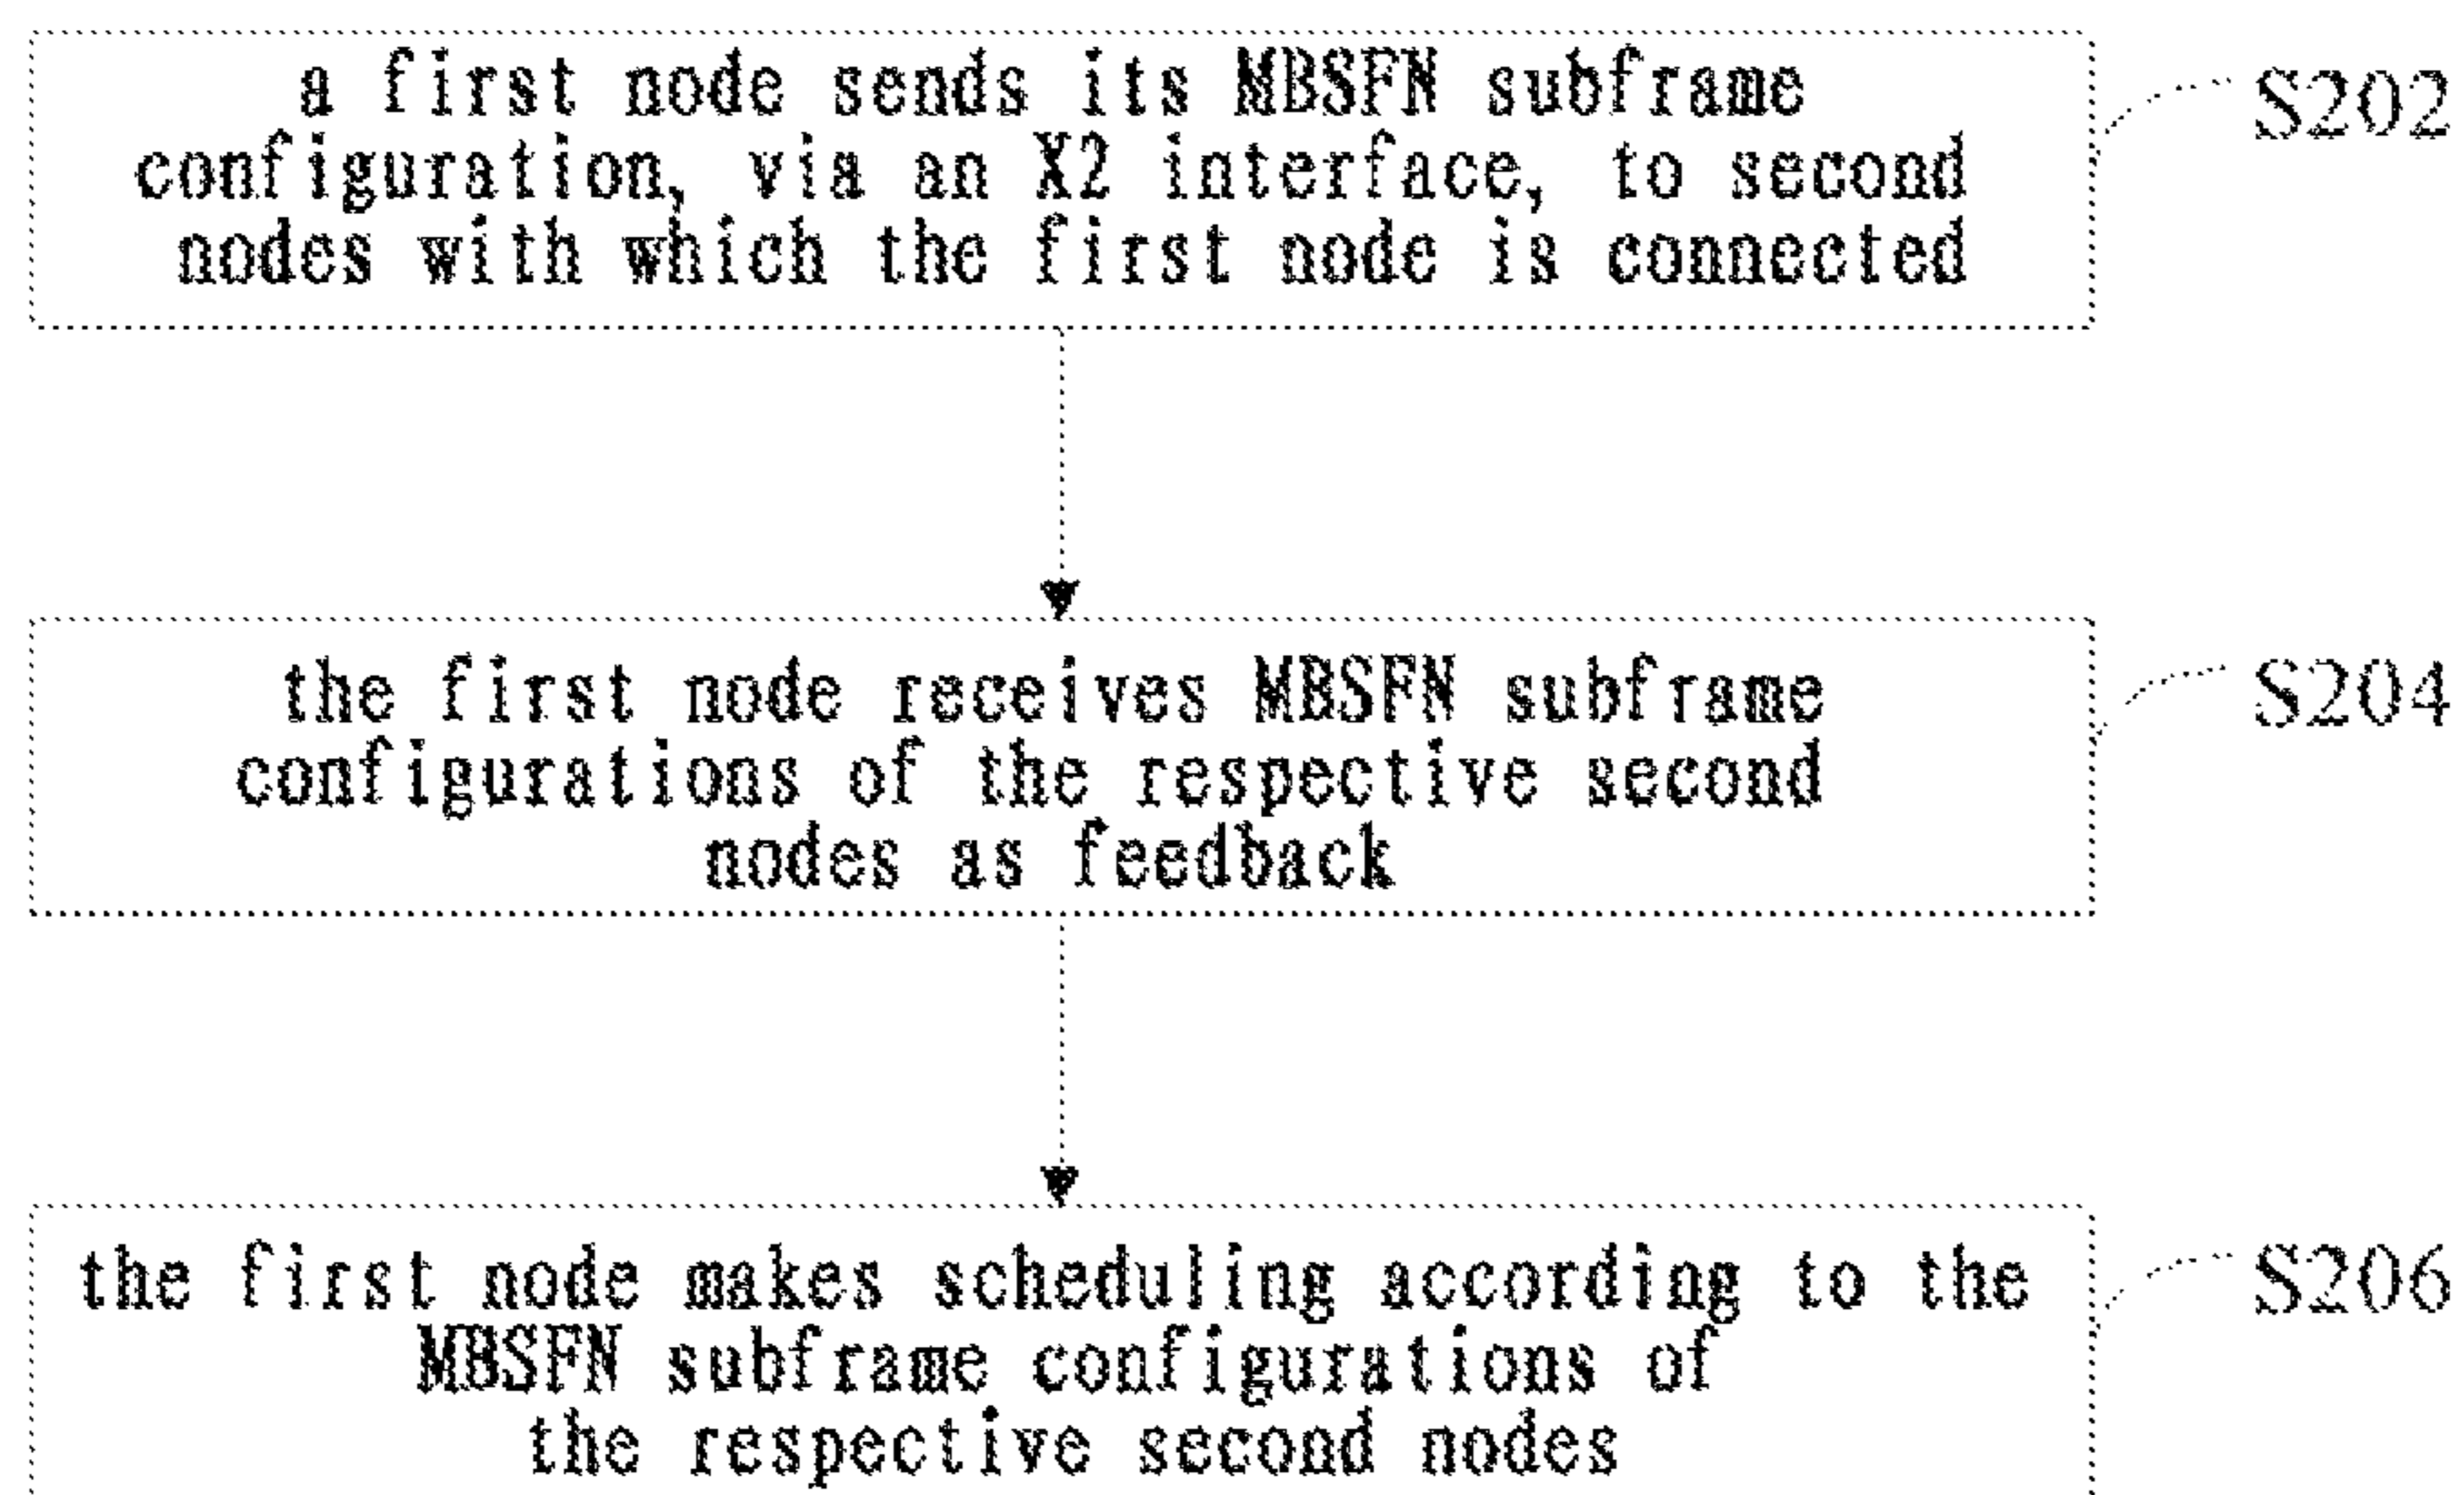 a first node sends its MBSFN subframe
S202
configuration, via an X2 interface, to second
nodes with which the first node is connected
the first node receives MBSFN subframe
S204
configurations of the respective second
nodes as feedback
the first node makes scheduling according to the
S206
MBSFN subframe configurations of
the respective second nodes